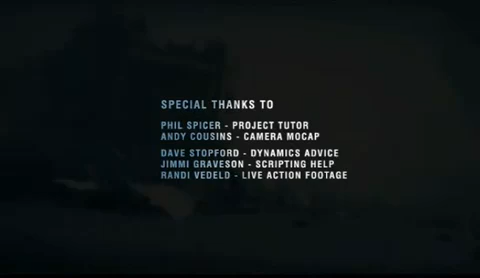 SPECIAL THANKS TO
PHIL SPICER - PROJECT TUTOR
ANDY COUSINS - CAMERA MOCAP
DAVE STOPFORD - DYNAMICS ADVICE
JIMMI GRAVESON - SCRIPTING HELP
RANDI VEDELD - LIVE ACTION FOOTAGE